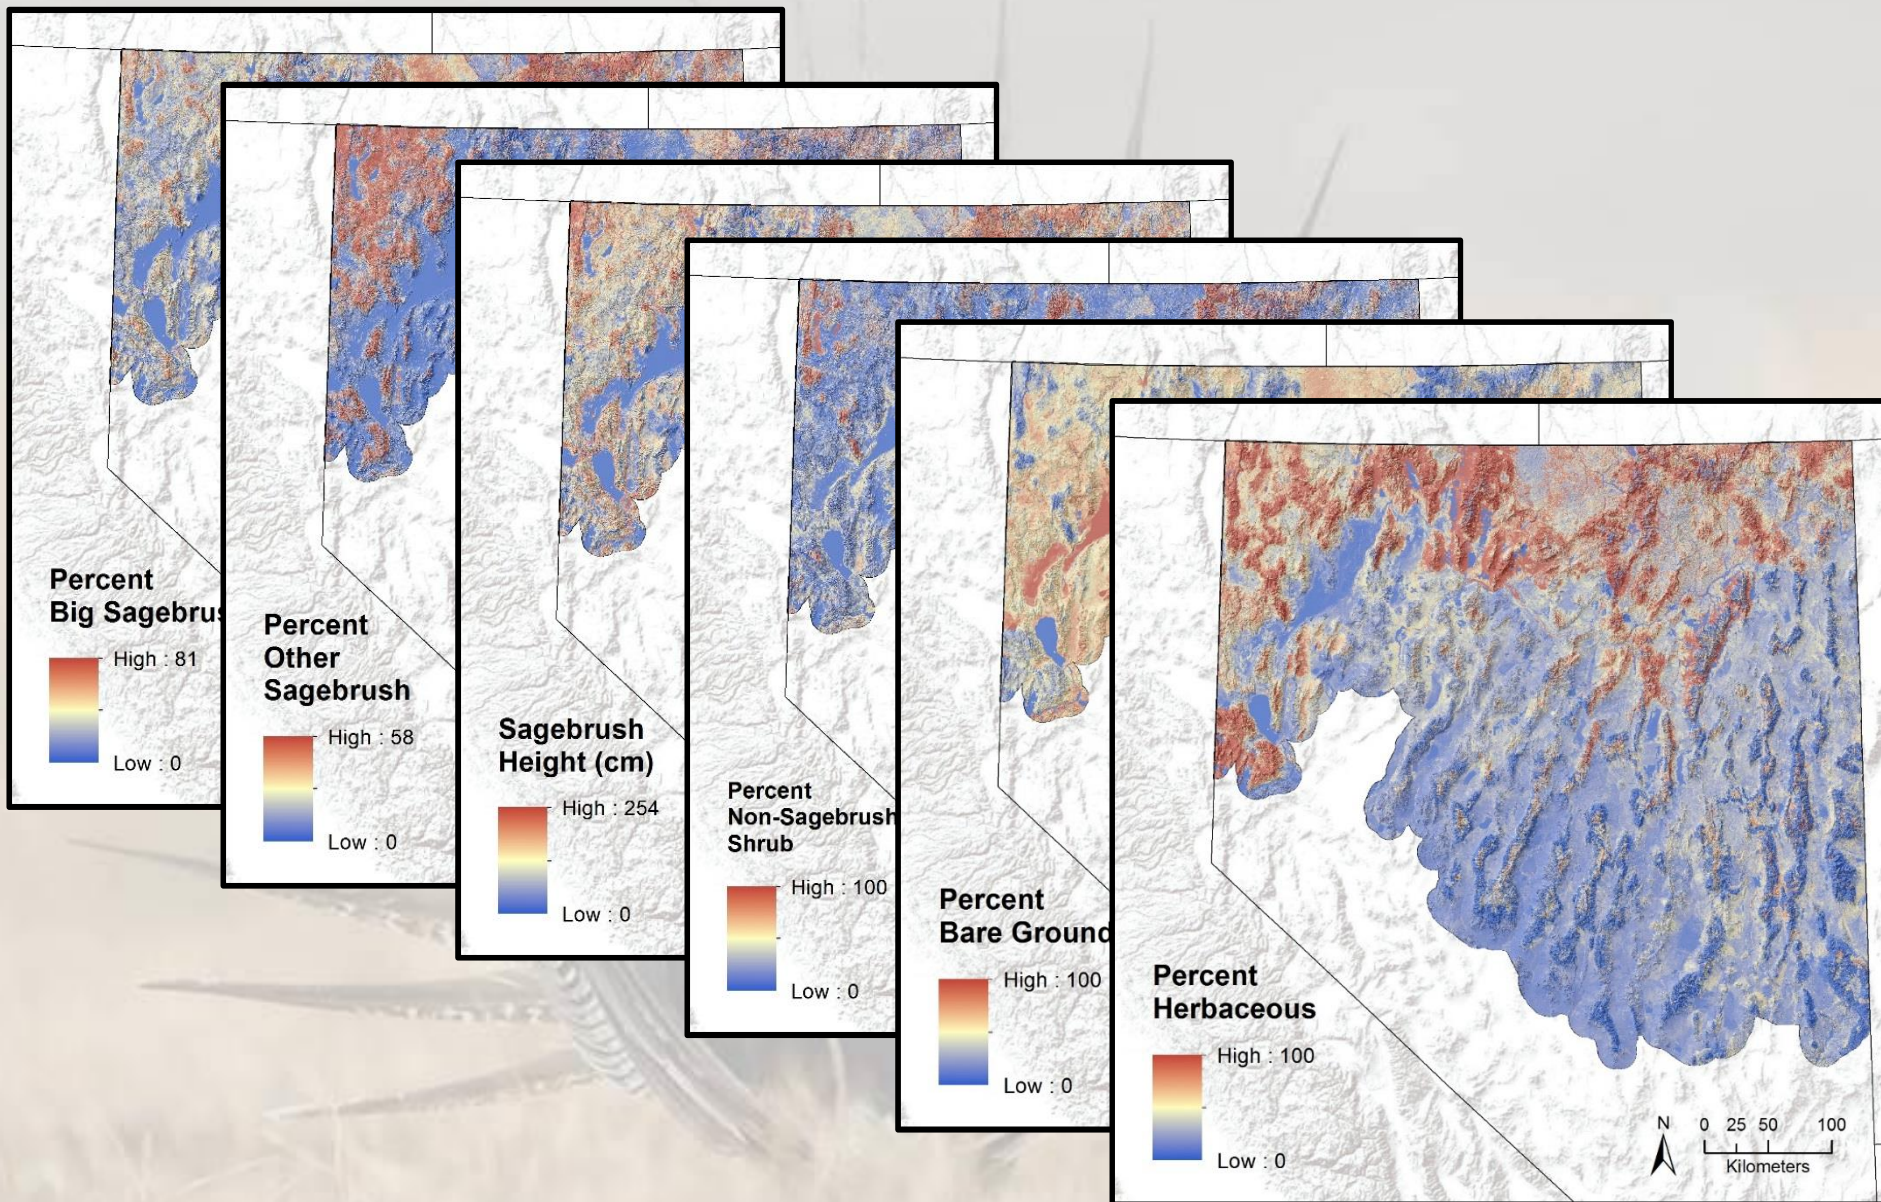 Percent
Big Sagebrus
High : 81
Low : 0
Percent
Other
Sagebrush
High : 58
Low : 0
Sagebrush
Height (cm)
High : 254
Low : 0
Percent
Non-Sagebrush
Shrub
High : 100
Low : 0
Percent
Bare Ground
High : 100
Low : 0
Percent
Herbaceous
High : 100
Low : 0
N
0 25 50 100
Kilometers